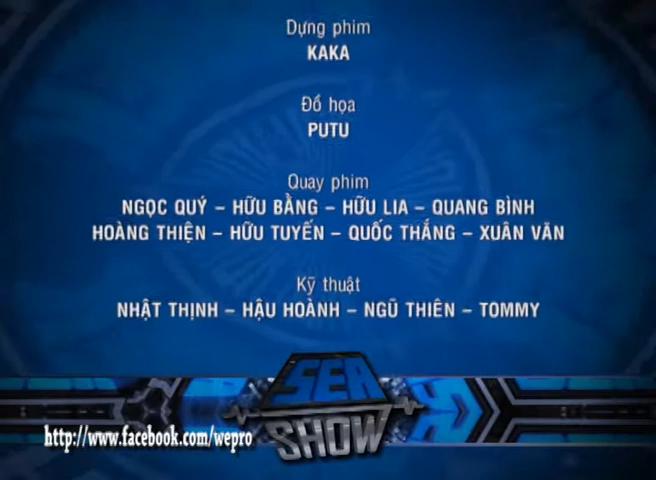 Dựng phim
KAKA
Đồ họa
PUTU
Quay phim
NGỌC QUÝ – HỮU BẰNG – HỮU LIA – QUANG BÌNH
HOÀNG THIỆN – HỮU TUYẾN – QUỐC THẮNG – XUÂN VĂN
Kỹ thuật
NHẬT THỊNH – HẬU HOÀNH – NGŨ THIÊN – TOMMY
SEA
SHOW
http://www.facebook.com/wepro